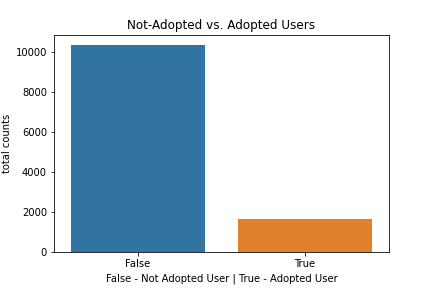 Not-Adopted vs. Adopted Users
10000
8000
6000
4000
2000
0
total counts
False True
False - Not Adopted User | True - Adopted User